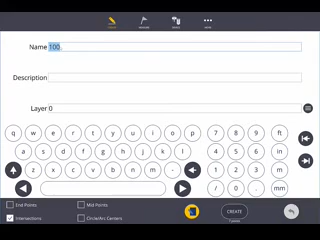 Name 100
Description
Layer 0
q w e r t y u i o p 7 8 9 ft
a s d f g h j k l 4 5 6 in
z x c v b n m - 1 2 3 m
/ 0 . mm
End Points Mid Points
Intersections Circle/Arc Centers
CREATE